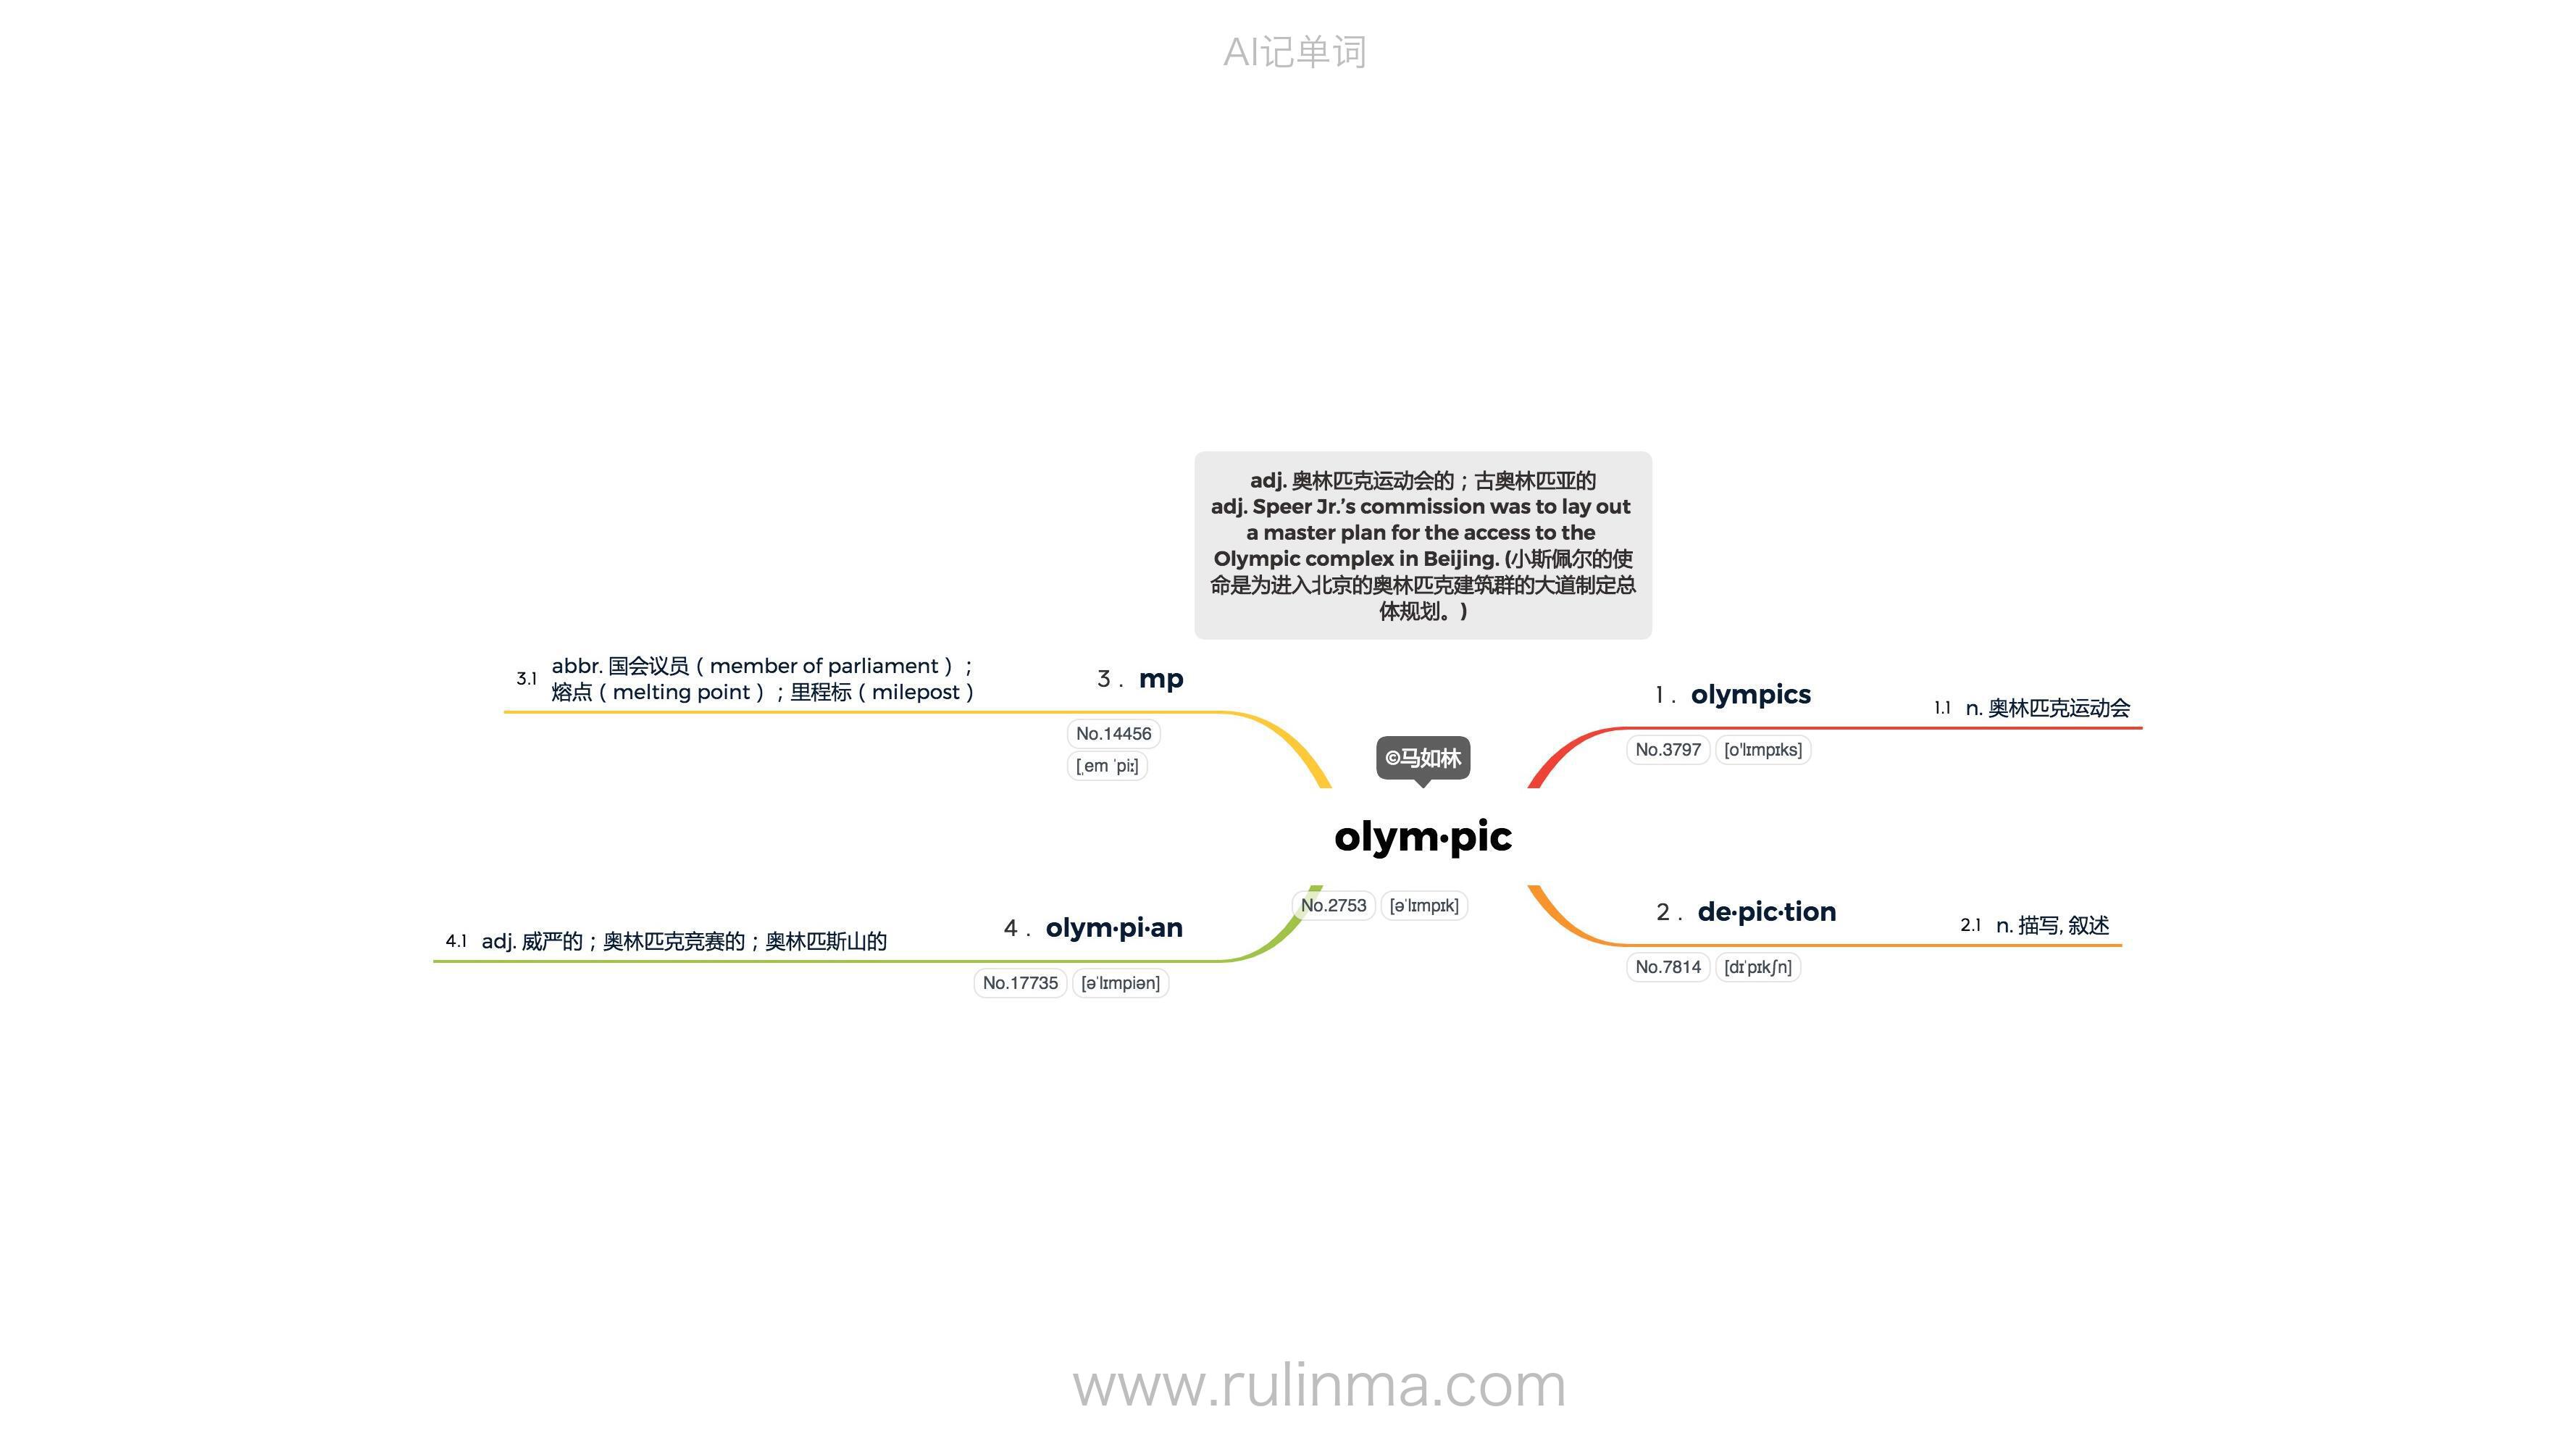 AI记单词
adj. 奥林匹克运动会的；古奥林匹亚的
adj. Speer Jr.’s commission was to lay out
a master plan for the access to the
Olympic complex in Beijing. (小斯佩尔的使
命是为进入北京的奥林匹克建筑群的大道制定总
体规划。)
©马如林
olym·pic
No.2753 [əˈlɪmpɪk]
1 . olympics
No.3797 [o'lɪmpɪks]
1.1 n. 奥林匹克运动会
2 . de·pic·tion
No.7814 [dɪˈpɪkʃn]
2.1 n. 描写, 叙述
3 . mp
No.14456
[ˌem ˈpiː]
3.1 abbr. 国会议员（member of parliament）；
熔点（melting point）；里程标（milepost）
4 . olym·pi·an
No.17735 [əˈlɪmpiən]
4.1 adj. 威严的；奥林匹克竞赛的；奥林匹斯山的
www.rulinma.com